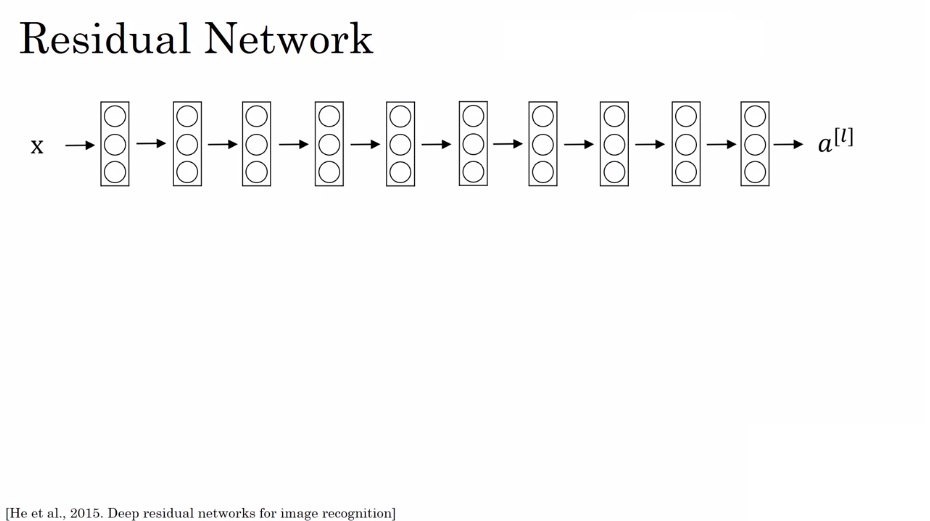 Residual Network
x
a^[l]
[He et al., 2015. Deep residual networks for image recognition]